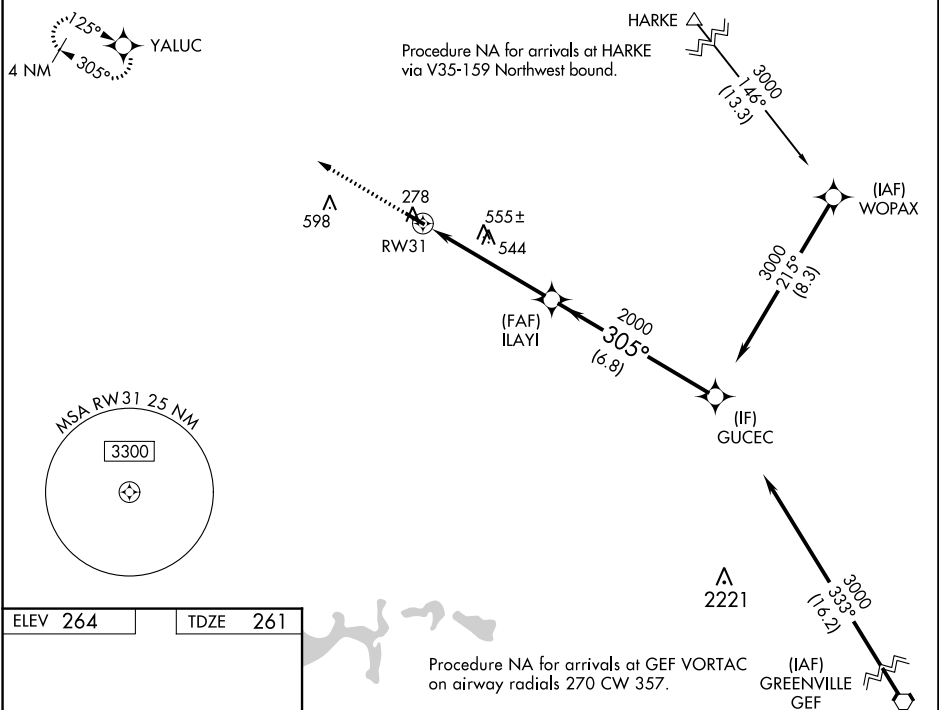 125°
YALUC
4 NM
305°
HARKE
Procedure NA for arrivals at HARKE
via V35-159 Northwest bound.
3000
146°
(13.3)
(IAF)
WOPAX
598
278
RW31
555±
544
3000
215°
(8.3)
(FAF)
ILAYI
2000
305°
(6.8)
(IF)
GUCEC
MSA RW31 25 NM
3300
2221
3000
333°
(16.2)
ELEV 264
TDZE 261
Procedure NA for arrivals at GEF VORTAC
on airway radials 270 CW 357.
(IAF)
GREENVILLE
GEF